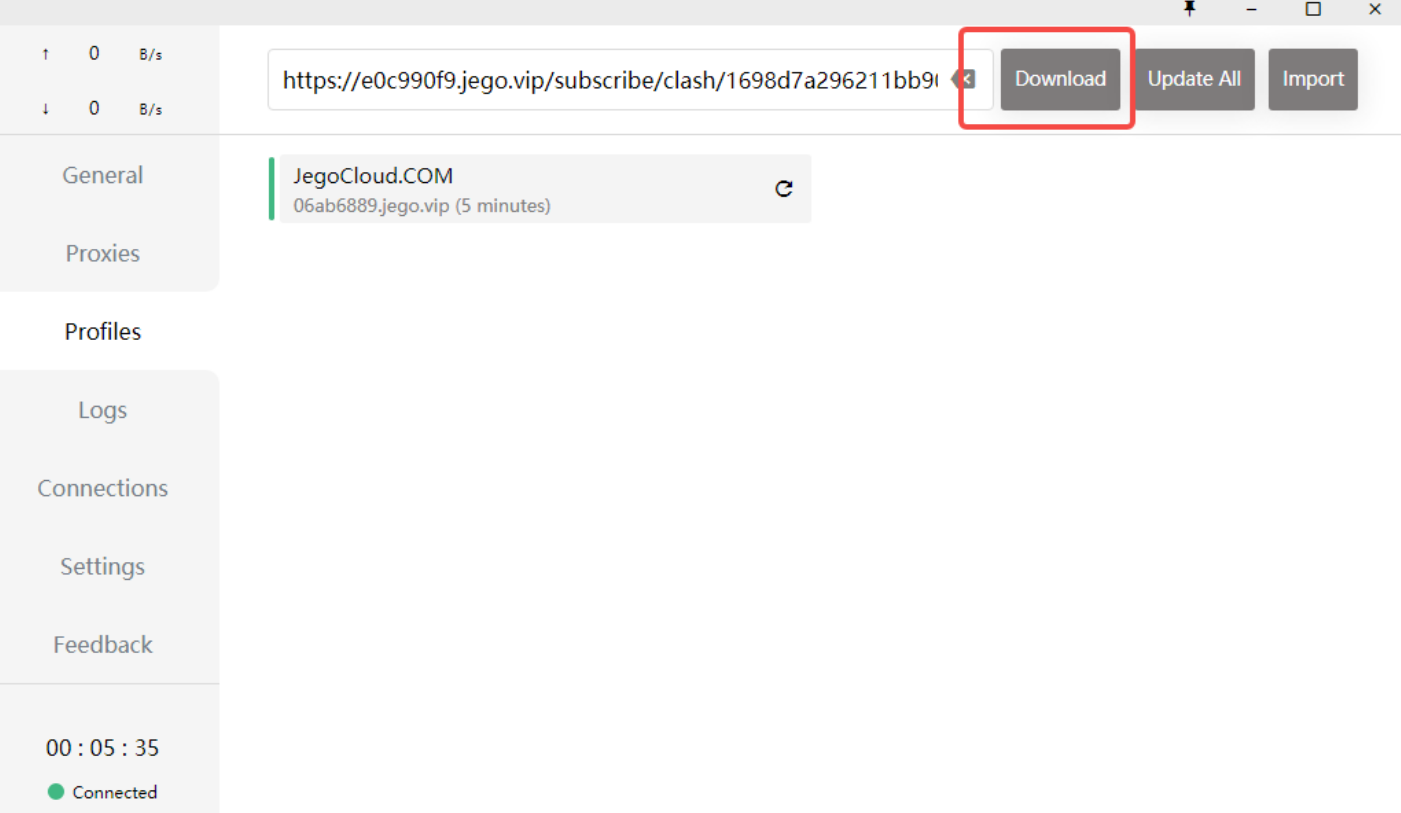 ↑ 0 B/s
↓ 0 B/s
https://e0c990f9.jego.vip/subscribe/clash/1698d7a296211bb9
Download
Update All
Import
General
Proxies
Profiles
Logs
Connections
Settings
Feedback
JegoCloud.COM
06ab6889.jego.vip (5 minutes)
00 : 05 : 35
Connected